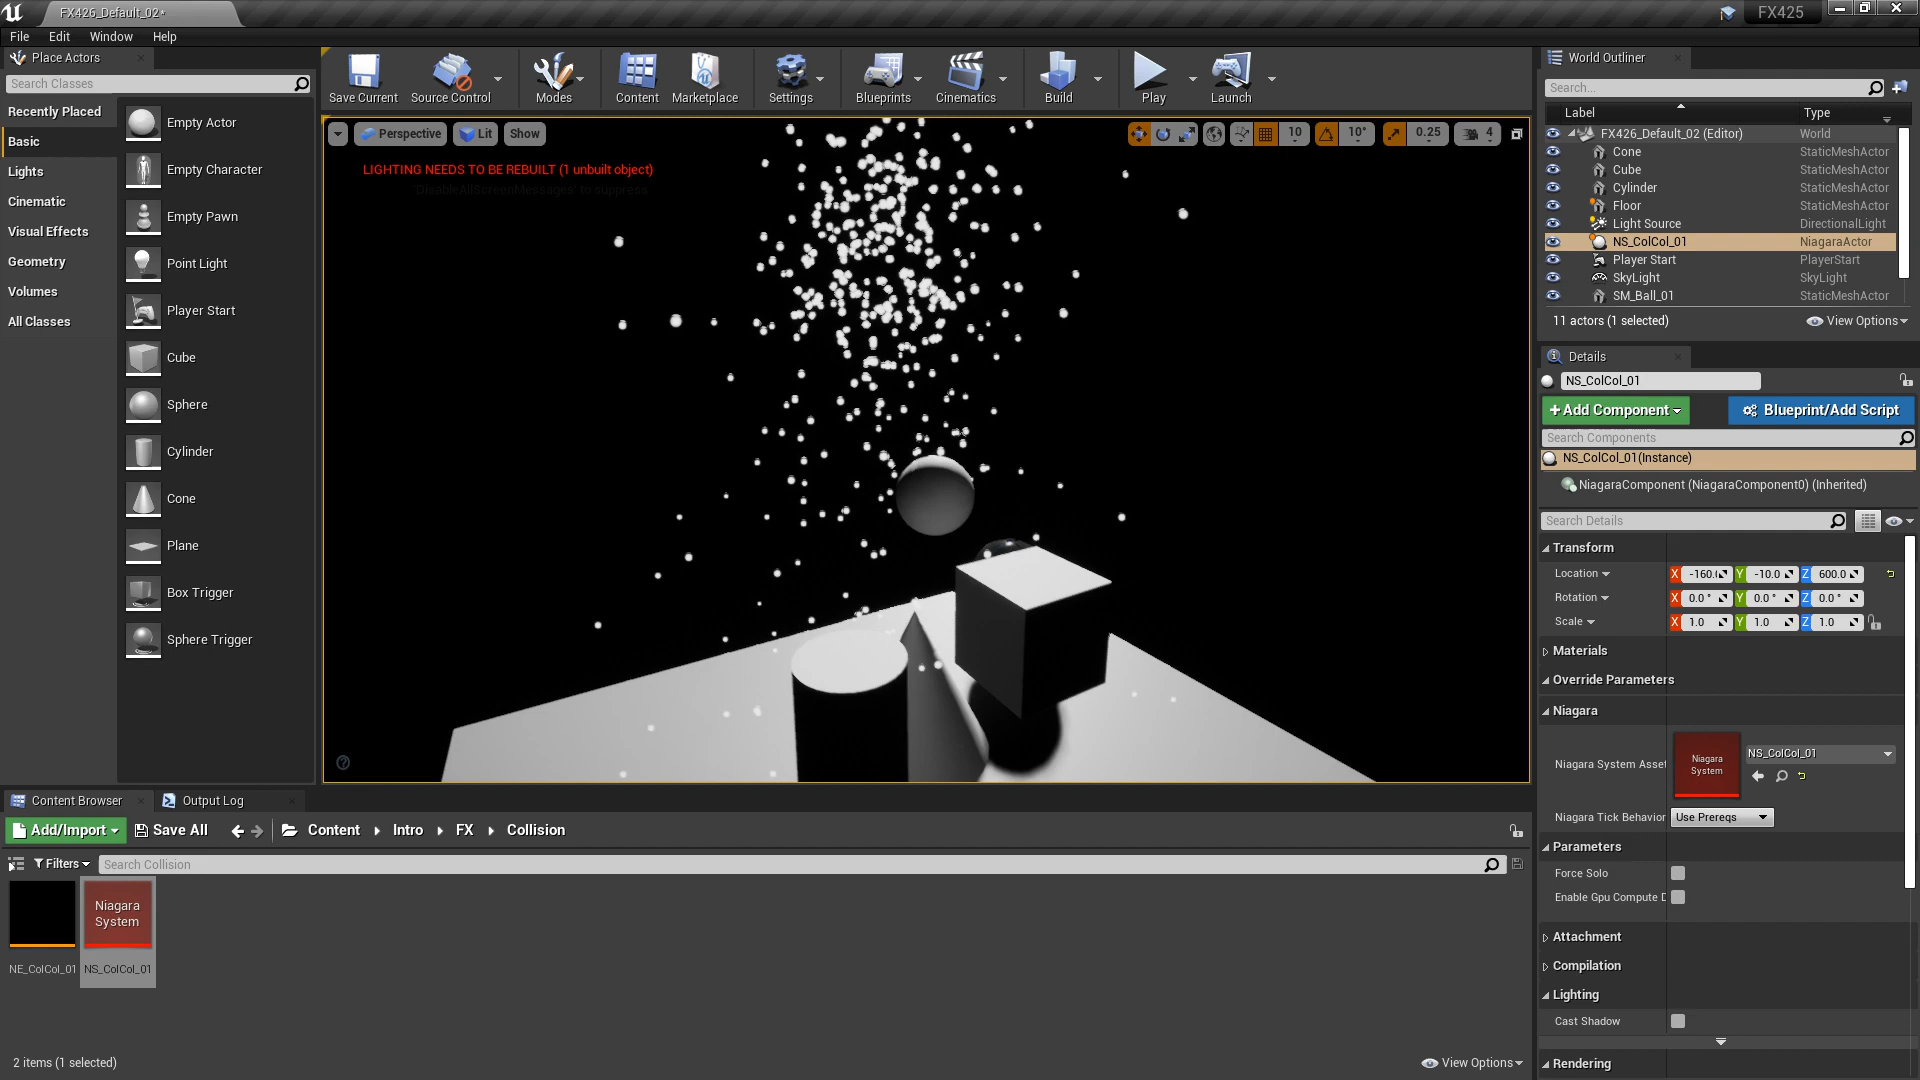 FX426_Default_02*
FX425
File Edit Window Help
Place Actors
Search Classes
Recently Placed
Basic
Lights
Cinematic
Visual Effects
Geometry
Volumes
All Classes
Empty Actor
Empty Character
Empty Pawn
Point Light
Player Start
Cube
Sphere
Cylinder
Cone
Plane
Box Trigger
Sphere Trigger
Save Current
Source Control
Modes
Content
Marketplace
Settings
Blueprints
Cinematics
Build
Play
Launch
Perspective
Lit
Show
10
10°
0.25
4
LIGHTING NEEDS TO BE REBUILT (1 unbuilt object)
'DisableAllScreenMessages' to suppress
World Outliner
Search...
Label Type
FX426_Default_02 (Editor) World
Cone StaticMeshActor
Cube StaticMeshActor
Cylinder StaticMeshActor
Floor StaticMeshActor
Light Source DirectionalLight
NS_ColCol_01 NiagaraActor
Player Start PlayerStart
SkyLight SkyLight
SM_Ball_01 StaticMeshActor
11 actors (1 selected)
View Options
Details
NS_ColCol_01
+Add Component
Blueprint/Add Script
Search Components
NS_ColCol_01(Instance)
NiagaraComponent (NiagaraComponent0) (Inherited)
Search Details
Transform
Location X -160.( Y -10.0 Z 600.0
Rotation X 0.0 ° Y 0.0 ° Z 0.0 °
Scale X 1.0 Y 1.0 Z 1.0
Materials
Override Parameters
Niagara
Niagara System Asset
Niagara System
NS_ColCol_01
Niagara Tick Behavior
Use Prereqs
Parameters
Force Solo
Enable Gpu Compute D
Attachment
Compilation
Lighting
Cast Shadow
Rendering
Content Browser
Output Log
Add/Import
Save All
Content
Intro
FX
Collision
Filters
Search Collision
Niagara System
NE_ColCol_01
NS_ColCol_01
2 items (1 selected)
View Options